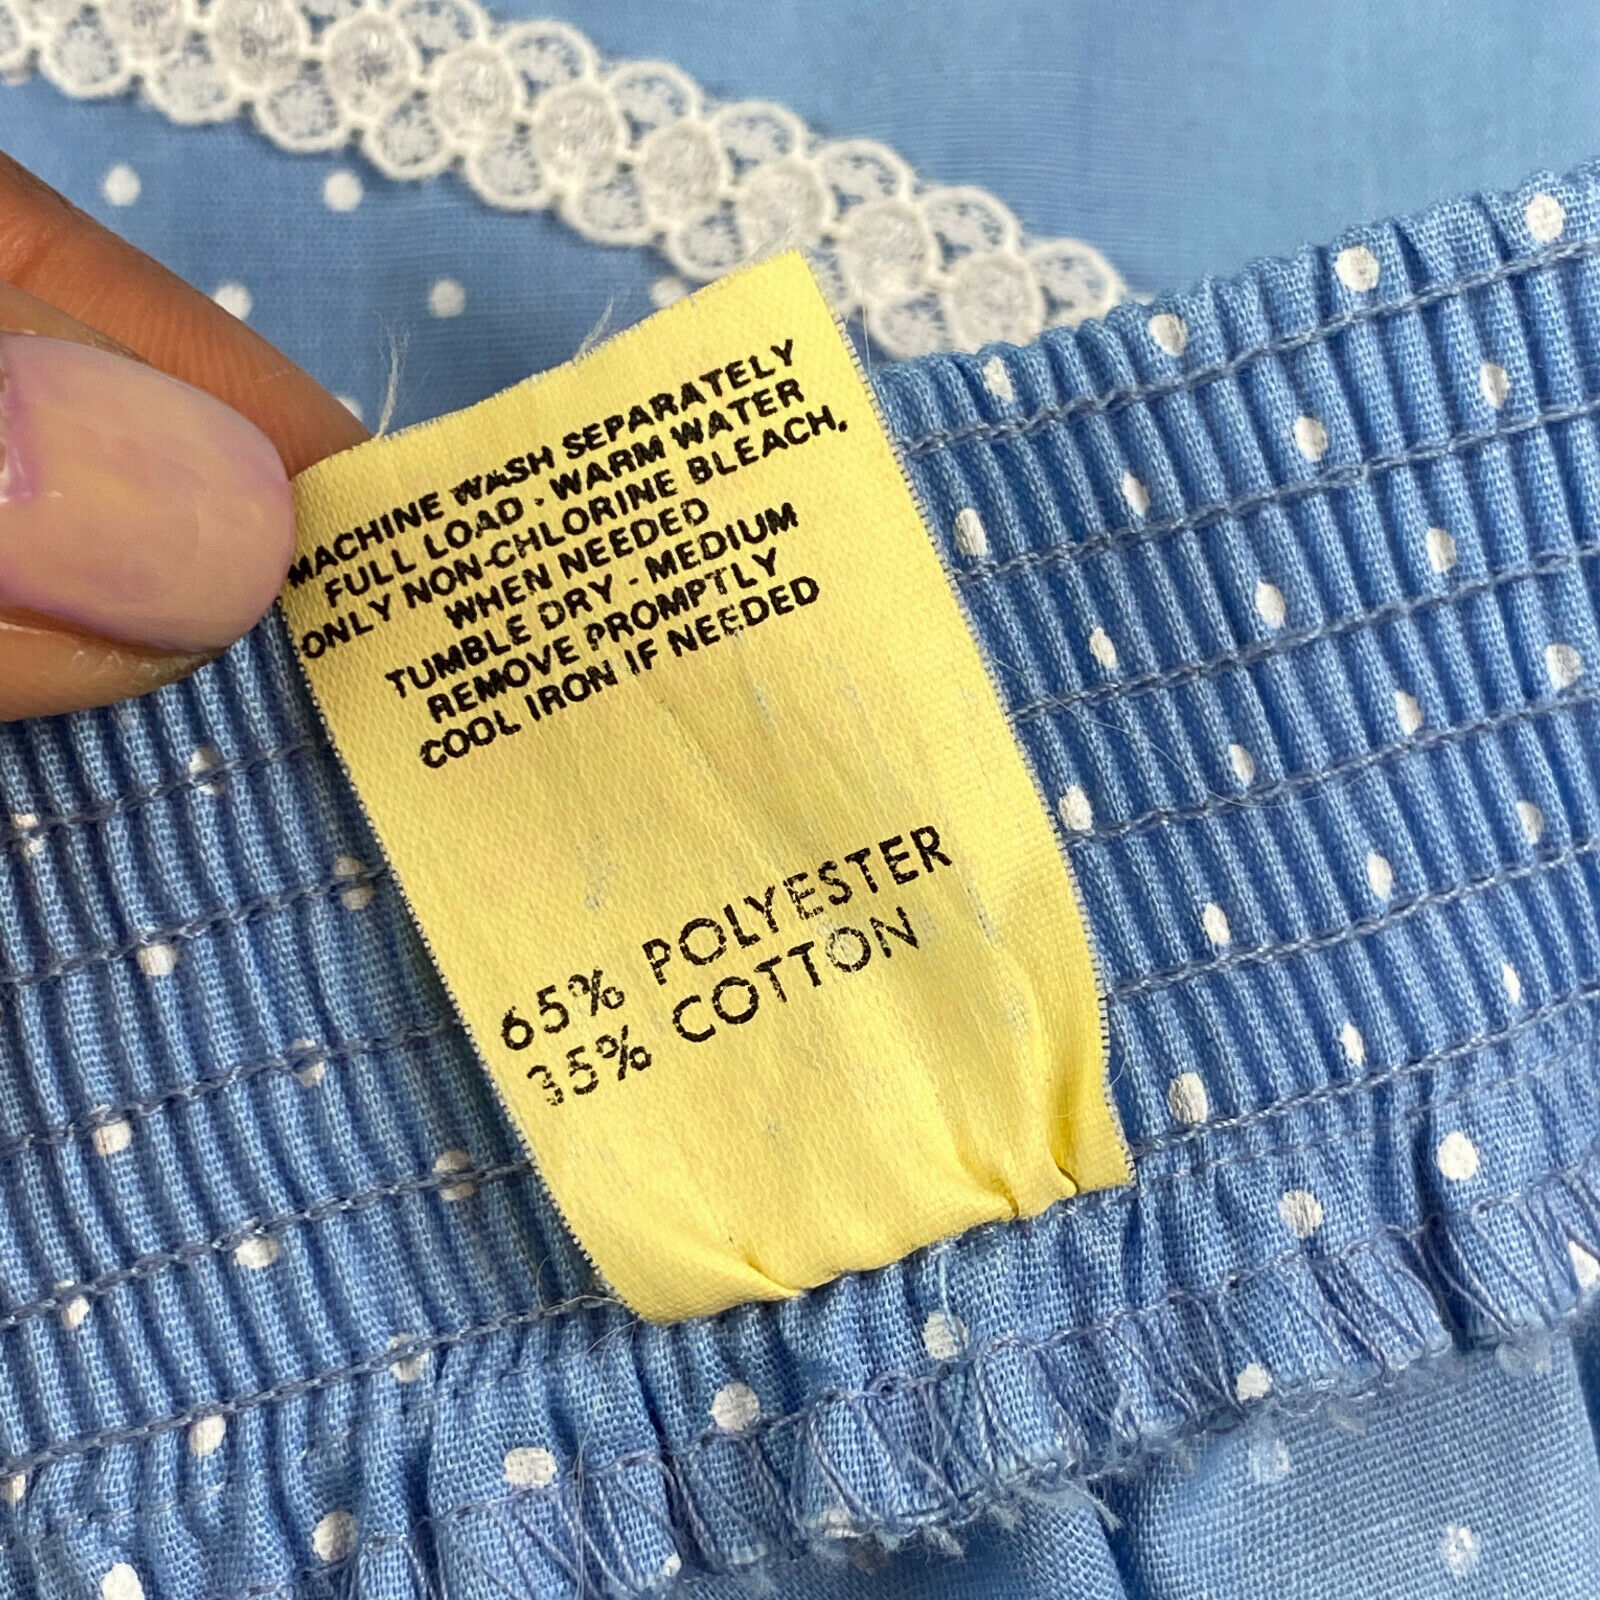 MACHINE WASH SEPARATELY
FULL LOAD - WARM WATER
ONLY NON-CHLORINE BLEACH,
WHEN NEEDED
TUMBLE DRY - MEDIUM
REMOVE PROMPTLY
COOL IRON IF NEEDED
65% POLYESTER
35% COTTON